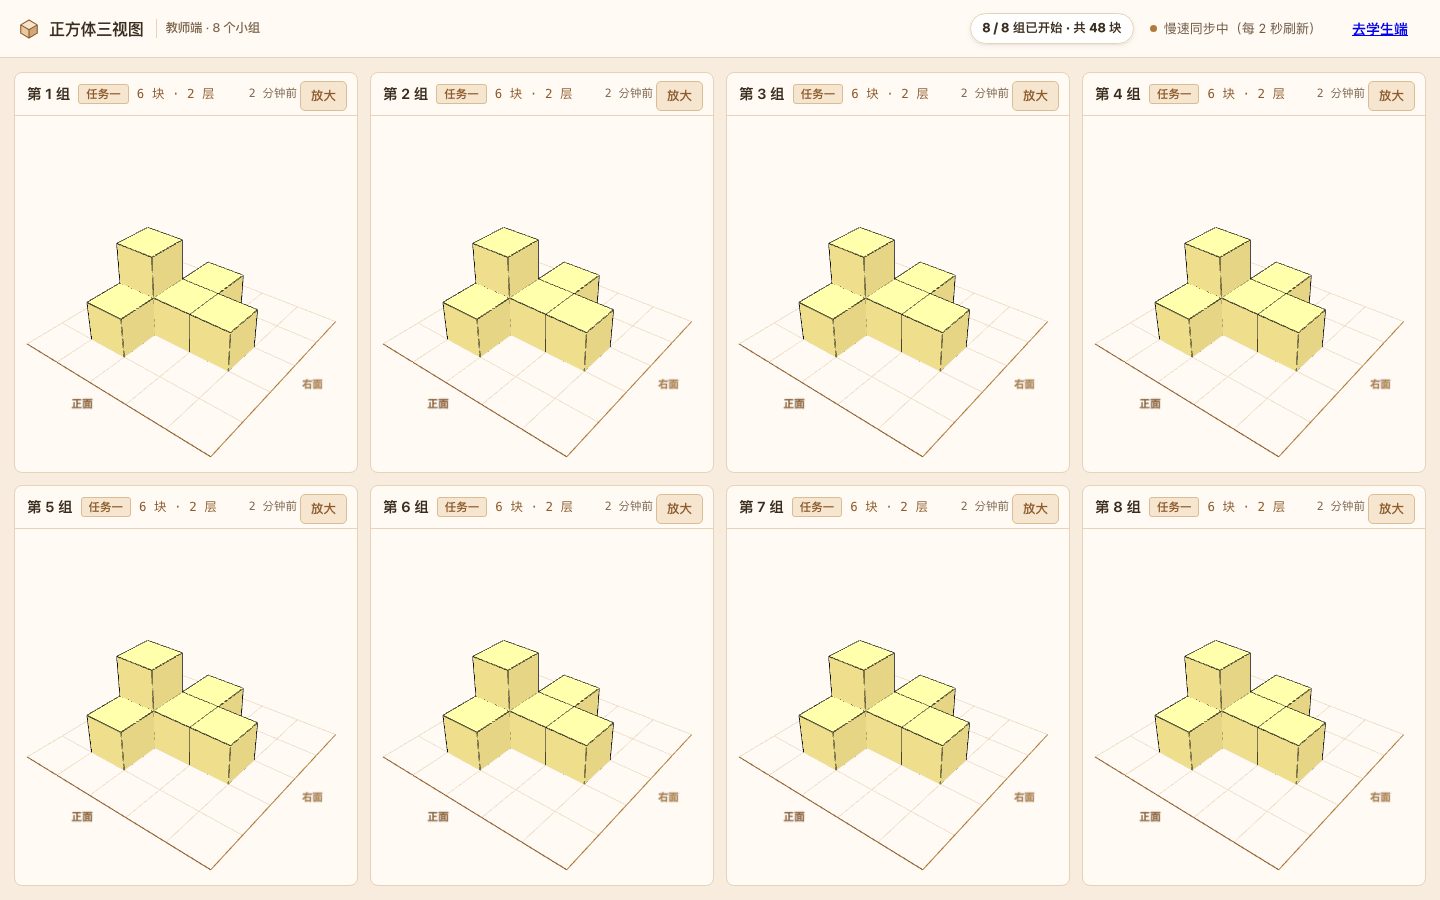 正方体三视图 教师端 · 8 个小组 8 / 8 组已开始 · 共 48 块 慢速同步中（每 2 秒刷新） 去学生端
第 1 组 任务一 6 块 · 2 层 2 分钟前 放大
正面
右面
第 2 组 任务一 6 块 · 2 层 2 分钟前 放大
正面
右面
第 3 组 任务一 6 块 · 2 层 2 分钟前 放大
正面
右面
第 4 组 任务一 6 块 · 2 层 2 分钟前 放大
正面
右面
第 5 组 任务一 6 块 · 2 层 2 分钟前 放大
正面
右面
第 6 组 任务一 6 块 · 2 层 2 分钟前 放大
正面
右面
第 7 组 任务一 6 块 · 2 层 2 分钟前 放大
正面
右面
第 8 组 任务一 6 块 · 2 层 2 分钟前 放大
正面
右面